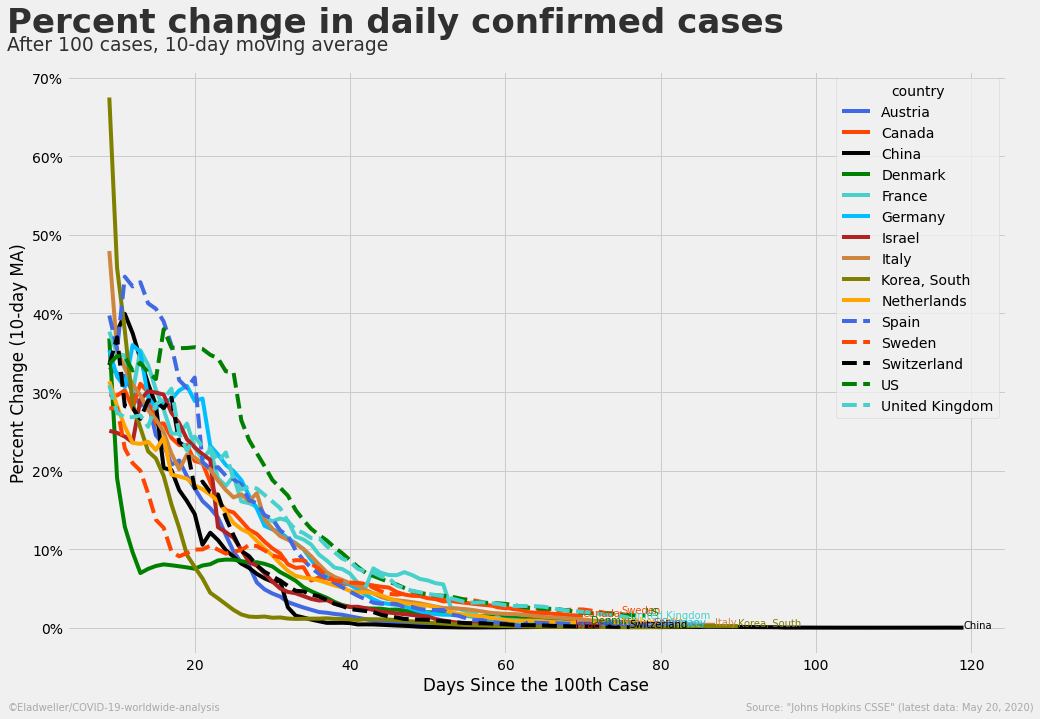 Percent change in daily confirmed cases
After 100 cases, 10-day moving average
70%
60%
50%
40%
30%
20%
10%
0%
Percent Change (10-day MA)
country
Austria
Canada
China
Denmark
France
Germany
Israel
Italy
Korea, South
Netherlands
Spain
Sweden
Switzerland
US
United Kingdom
Sweden
US
Kingdom
Switzerland
Italy
Korea, South
China
20
40
60
80
100
120
Days Since the 100th Case
©Eladweller/COVID-19-worldwide-analysis
Source: "Johns Hopkins CSSE" (latest data: May 20, 2020)